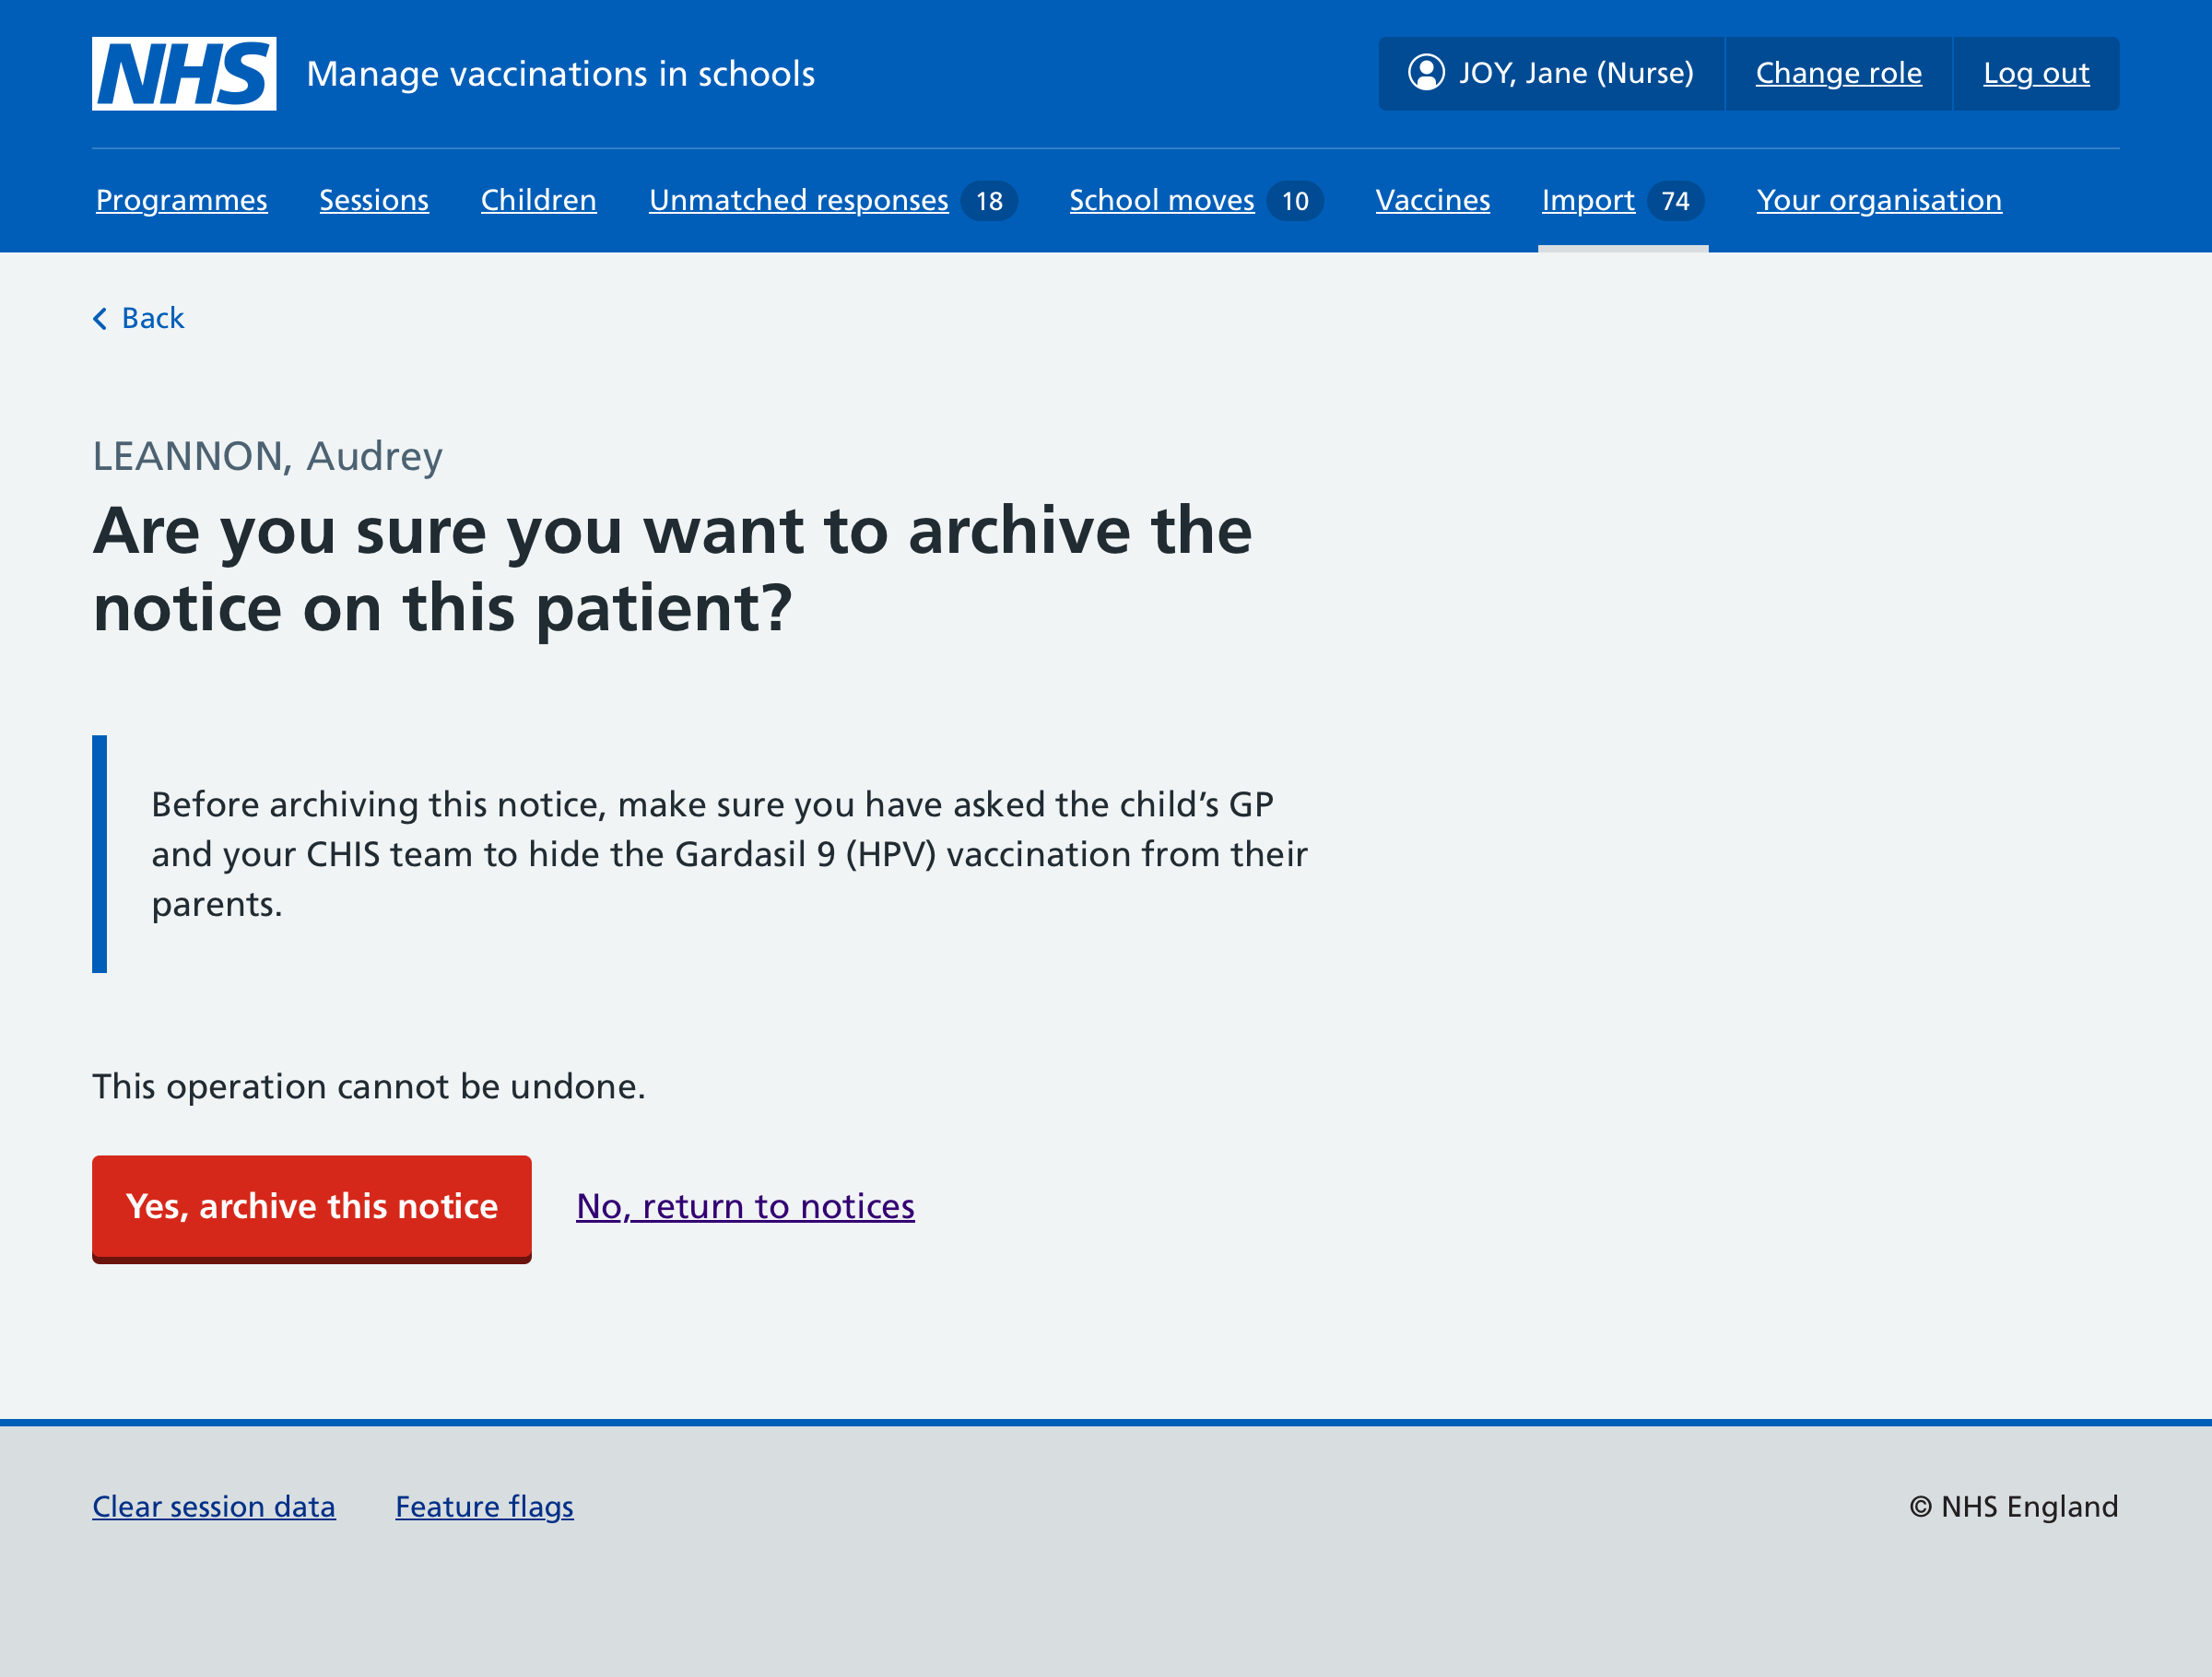 NHS Manage vaccinations in schools JOY, Jane (Nurse) Change role Log out
Programmes Sessions Children Unmatched responses 18 School moves 10 Vaccines Import 74 Your organisation
Back
LEANNON, Audrey
Are you sure you want to archive the
notice on this patient?
Before archiving this notice, make sure you have asked the child’s GP
and your CHIS team to hide the Gardasil 9 (HPV) vaccination from their
parents.
This operation cannot be undone.
Yes, archive this notice No, return to notices
Clear session data Feature flags © NHS England